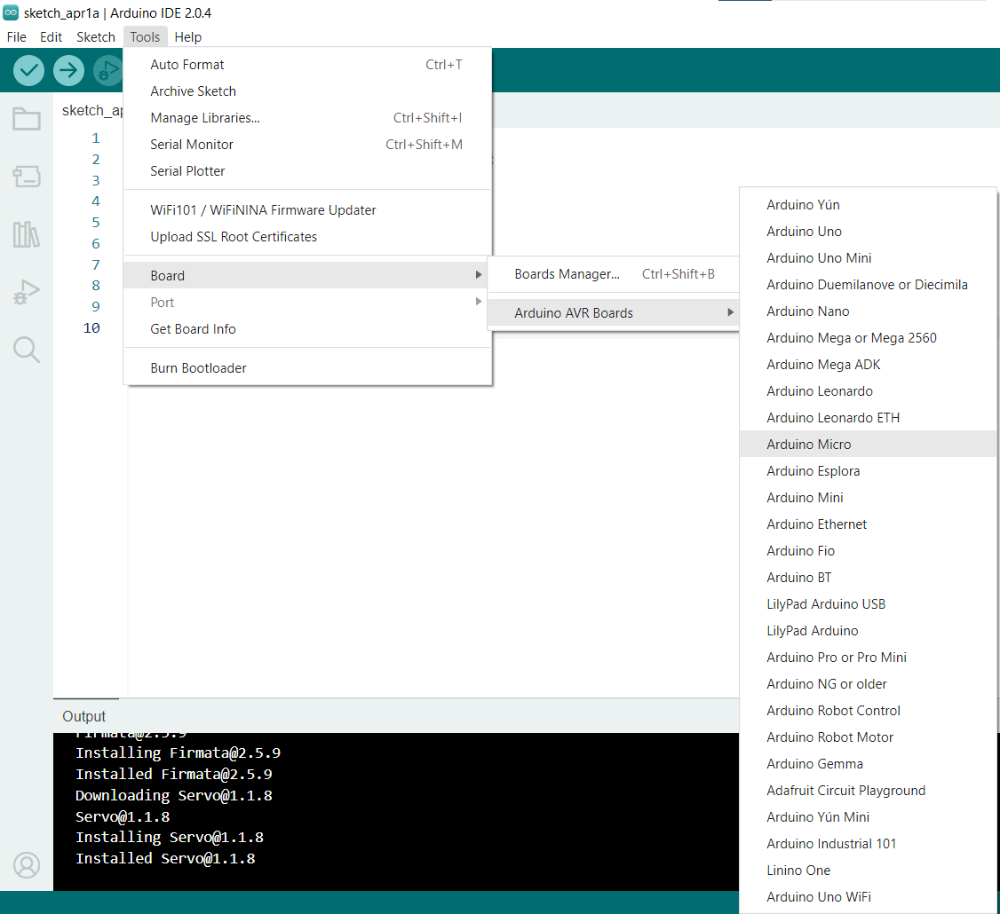 sketch_apr1a | Arduino IDE 2.0.4
File Edit Sketch Tools Help
sketch_ap
1
2
3
4
5
6
7
8
9
10
Auto Format Ctrl+T
Archive Sketch
Manage Libraries... Ctrl+Shift+I
Serial Monitor Ctrl+Shift+M
Serial Plotter
WiFi101 / WiFiNINA Firmware Updater
Upload SSL Root Certificates
Board
Port
Get Board Info
Burn Bootloader
Boards Manager... Ctrl+Shift+B
Arduino AVR Boards
Arduino Yún
Arduino Uno
Arduino Uno Mini
Arduino Duemilanove or Diecimila
Arduino Nano
Arduino Mega or Mega 2560
Arduino Mega ADK
Arduino Leonardo
Arduino Leonardo ETH
Arduino Micro
Arduino Esplora
Arduino Mini
Arduino Ethernet
Arduino Fio
Arduino BT
LilyPad Arduino USB
LilyPad Arduino
Arduino Pro or Pro Mini
Arduino NG or older
Arduino Robot Control
Arduino Robot Motor
Arduino Gemma
Adafruit Circuit Playground
Arduino Yún Mini
Arduino Industrial 101
Linino One
Arduino Uno WiFi
Output
Firmata@2.5.9
Installing Firmata@2.5.9
Installed Firmata@2.5.9
Downloading Servo@1.1.8
Servo@1.1.8
Installing Servo@1.1.8
Installed Servo@1.1.8